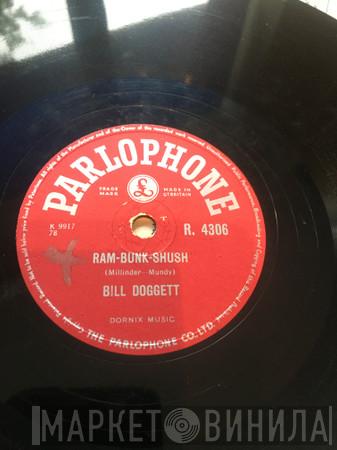 PARLOPHONE
TRADE MARK
MADE IN GT.BRITAIN
K 9917
78
R. 4306
RAM-BUNK-SHUSH
(Millinder—Mundy)
BILL DOGGETT
DORNIX MUSIC
THE PARLOPHONE CO., LTD.
МАРКЕТ ВИНИЛА